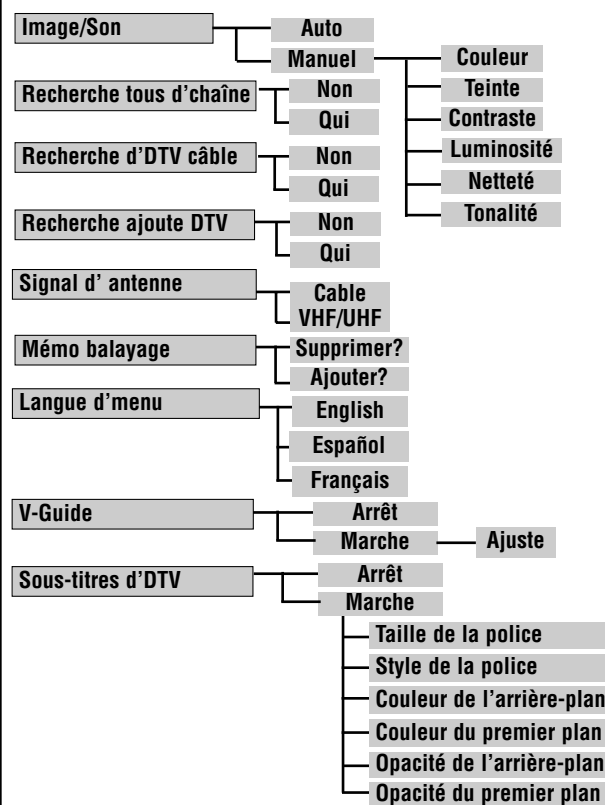 Image/Son
Auto
Manuel
Couleur
Teinte
Contraste
Luminosité
Netteté
Tonalité
Recherche tous d'chaîne
Non
Qui
Recherche d'DTV câble
Non
Qui
Recherche ajoute DTV
Non
Qui
Signal d' antenne
Cable
VHF/UHF
Mémo balayage
Supprimer?
Ajouter?
Langue d'menu
English
Español
Français
V-Guide
Arrêt
Marche
Ajuste
Sous-titres d'DTV
Arrêt
Marche
Taille de la police
Style de la police
Couleur de l'arrière-plan
Couleur du premier plan
Opacité de l'arrière-plan
Opacité du premier plan